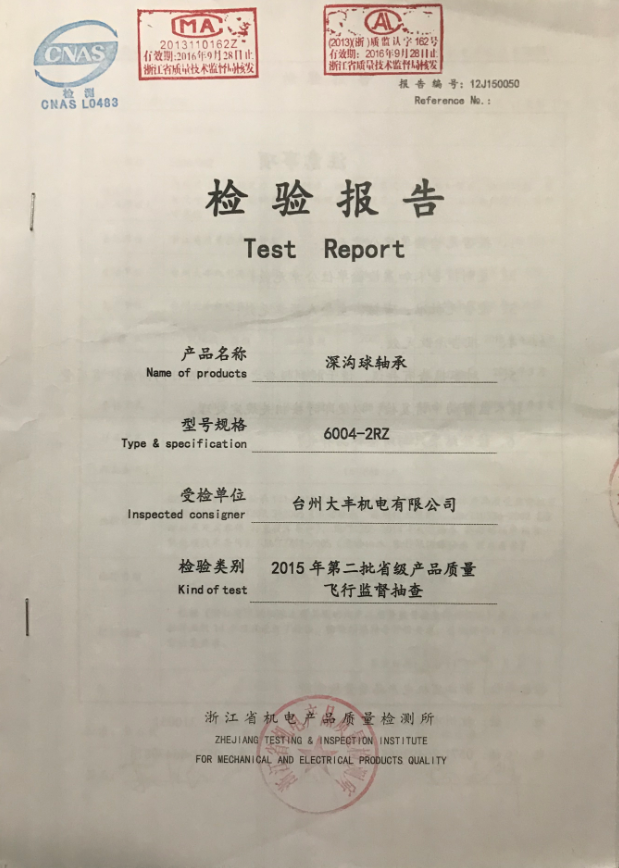 CNAS
检 测
CNAS L0483
MA
2013110162Z
有效期:2016年9月28日止
浙江省质量技术监督局核发
AL
(2013)(浙)质监认字162号
有效期: 2016年9月28日止
浙江省质量技术监督局核发
报 告 编 号: 12J150050
Reference No.:
检 验 报 告
Test Report
产品名称
深沟球轴承
Name of products
型号规格
6004-2RZ
Type & specification
受检单位
台州大丰机电有限公司
Inspected consigner
检验类别
2015 年第二批省级产品质量
Kind of test
飞行监督抽查
浙江省机电产品质量检测所
ZHEJIANG TESTING & INSPECTION INSTITUTE
FOR MECHANICAL AND ELECTRICAL PRODUCTS QUALITY